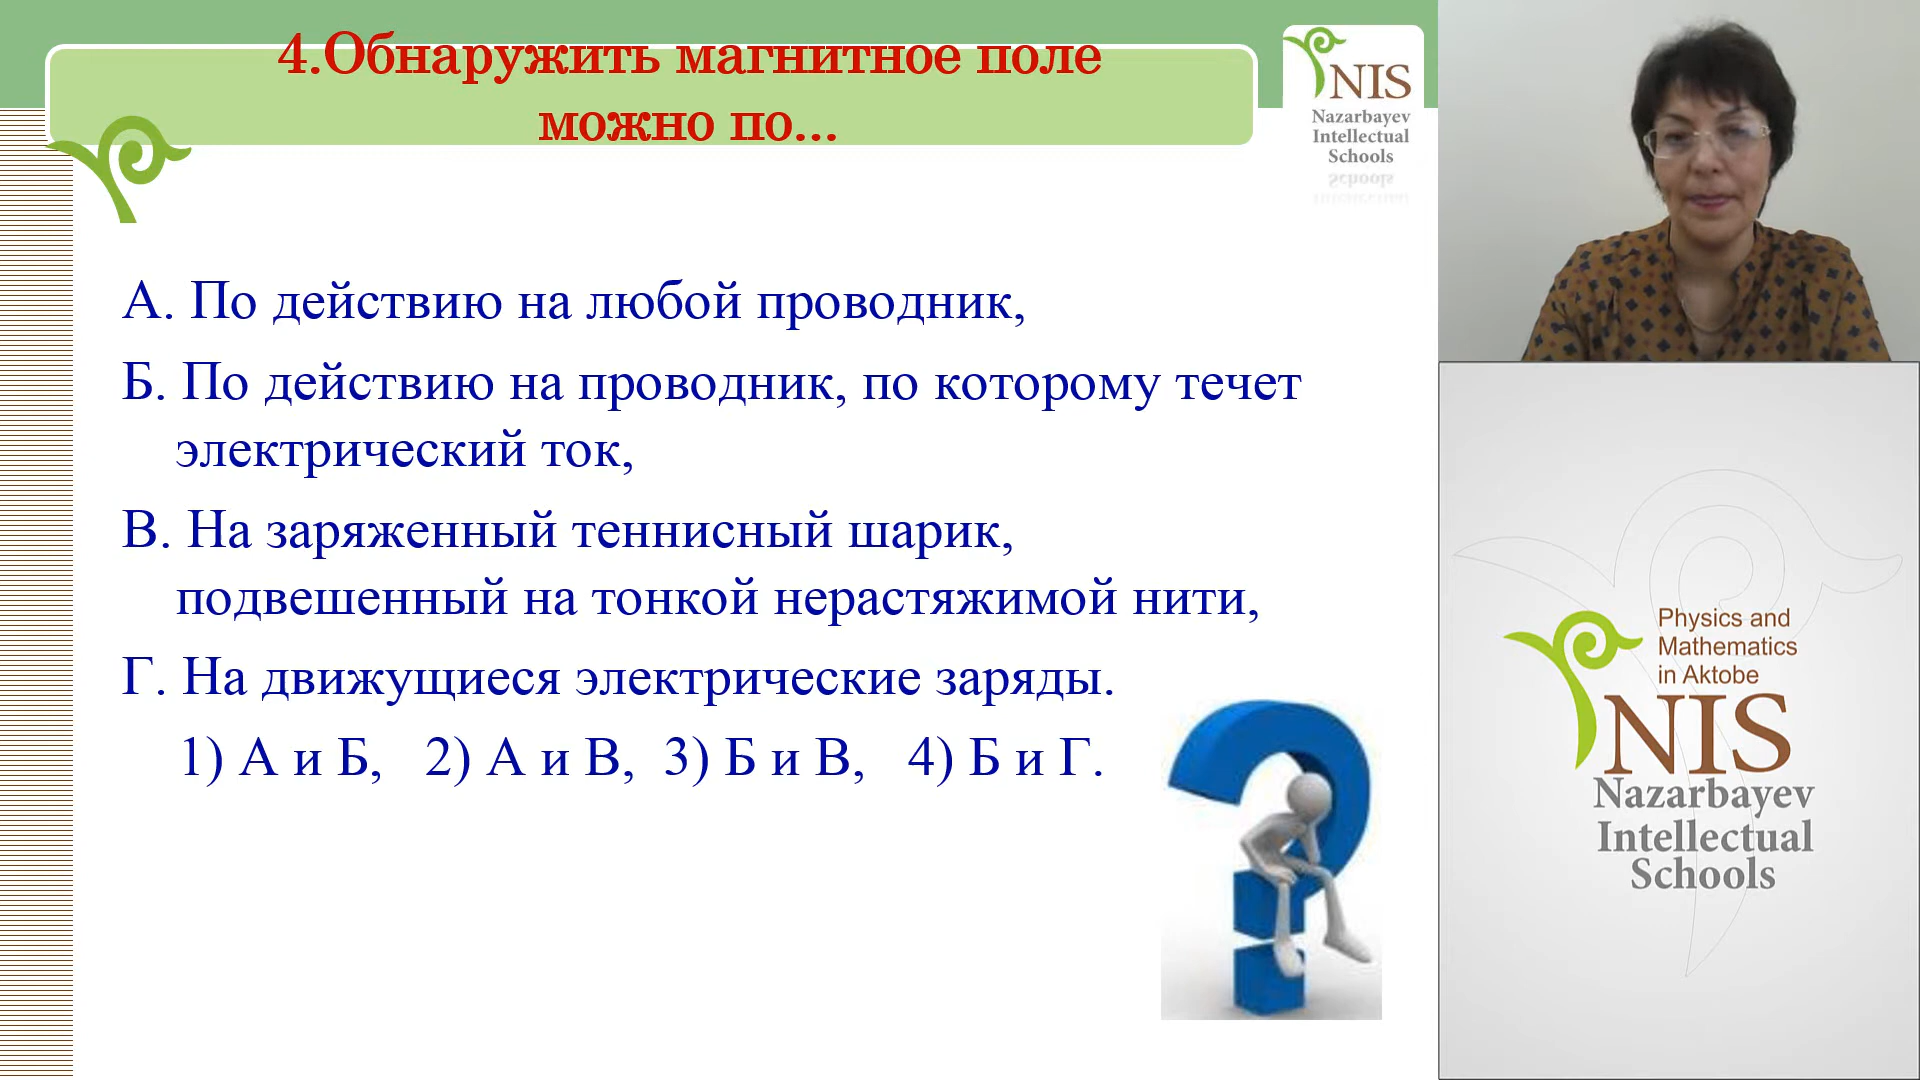 4.Обнаружить магнитное поле
можно по...
NIS
Nazarbayev
Intellectual
Schools
А. По действию на любой проводник,
Б. По действию на проводник, по которому течет
электрический ток,
В. На заряженный теннисный шарик,
подвешенный на тонкой нерастяжимой нити,
Г. На движущиеся электрические заряды.
1) А и Б, 2) А и В, 3) Б и В, 4) Б и Г.
Physics and
Mathematics
in Aktobe
NIS
Nazarbayev
Intellectual
Schools